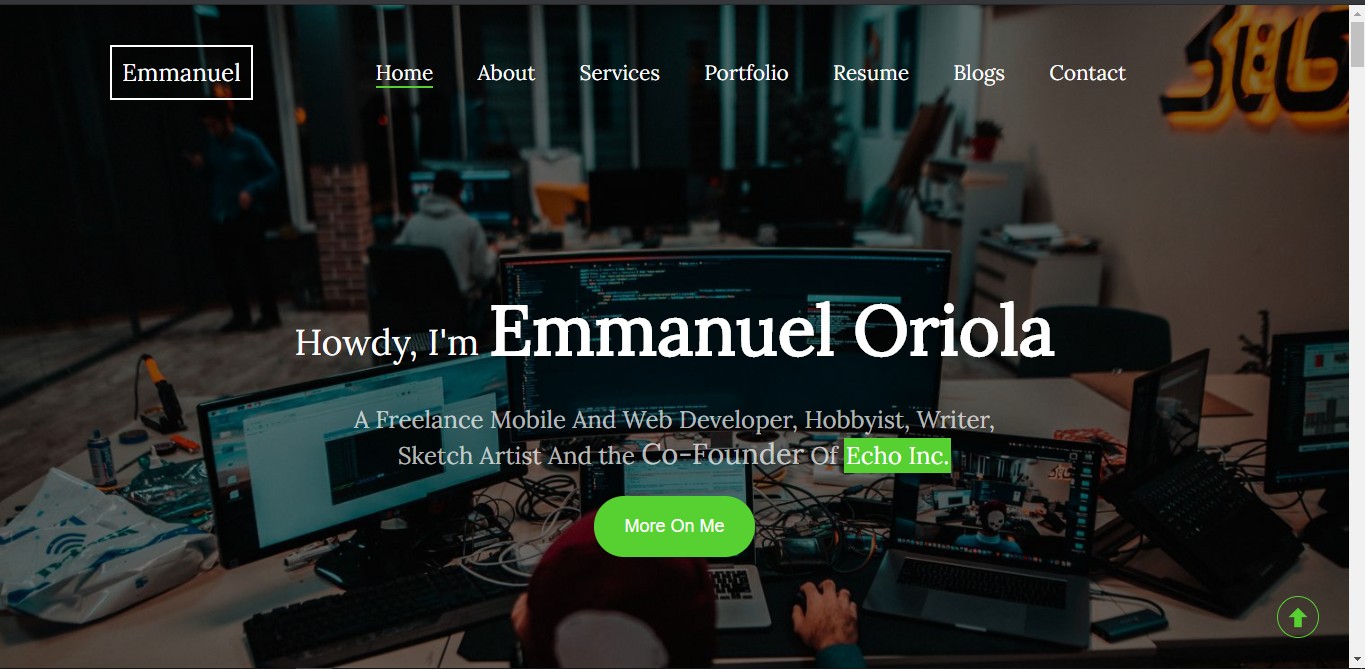 Emmanuel
Home About Services Portfolio Resume Blogs Contact
Howdy, I'm Emmanuel Oriola
A Freelance Mobile And Web Developer, Hobbyist, Writer,
Sketch Artist And the Co-Founder Of Echo Inc.
More On Me